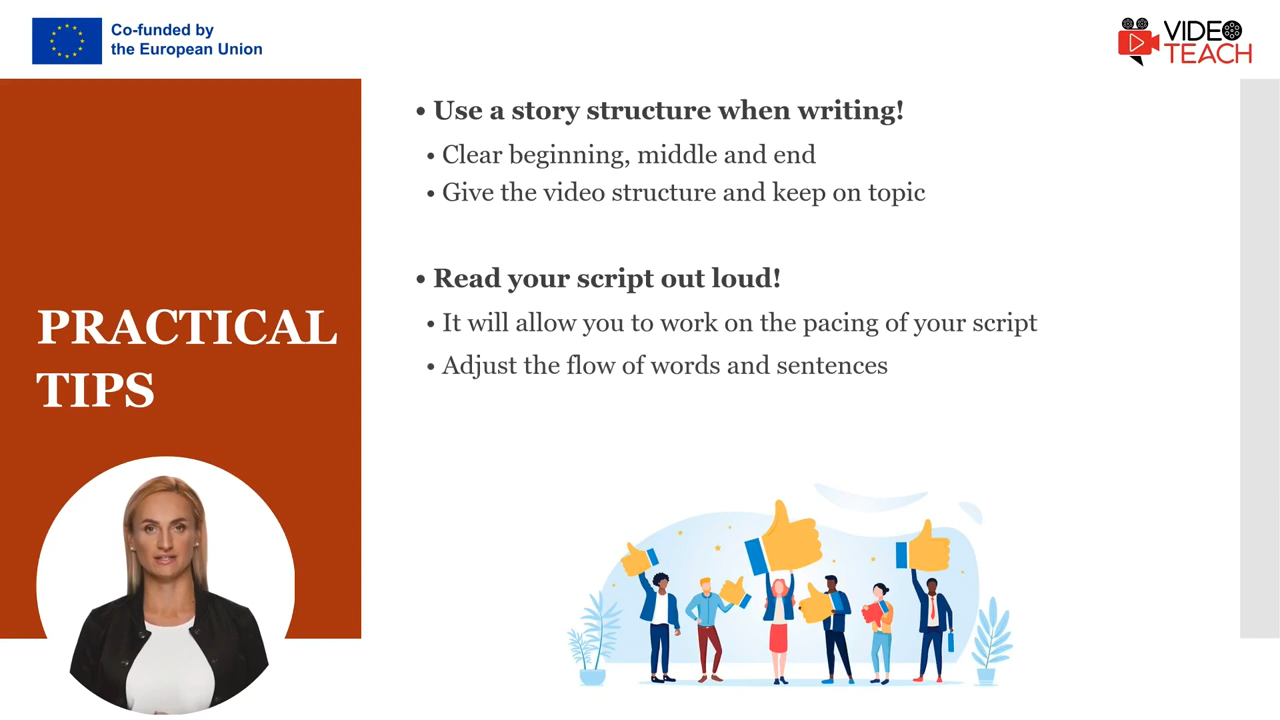 Co-funded by
the European Union
VIDEO
TEACH
PRACTICAL
TIPS
• Use a story structure when writing!
• Clear beginning, middle and end
• Give the video structure and keep on topic
• Read your script out loud!
• It will allow you to work on the pacing of your script
• Adjust the flow of words and sentences